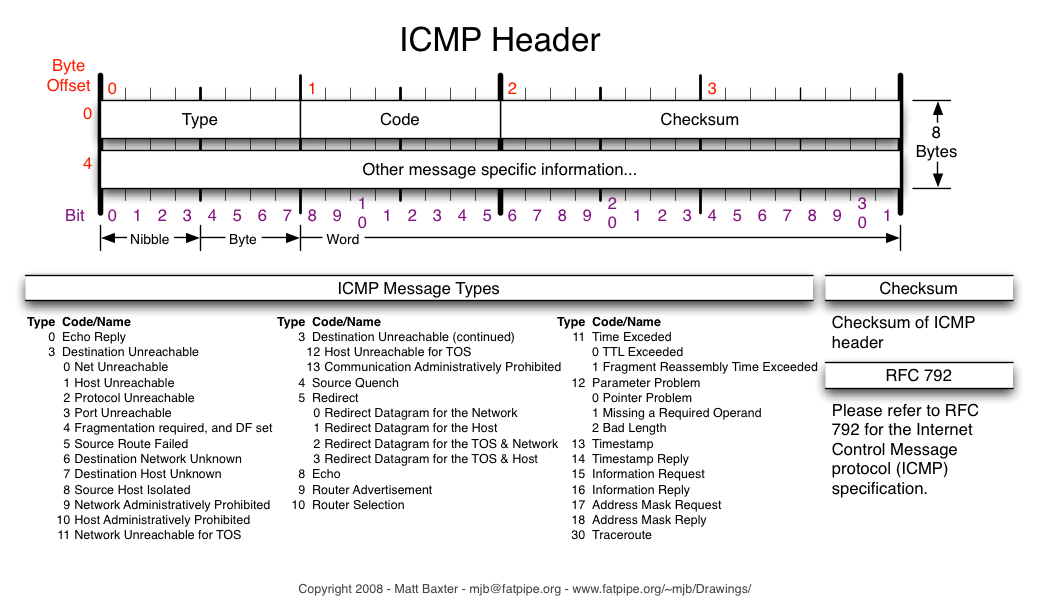 ICMP Header
Byte
Offset
0 1 2 3
0 Type Code Checksum
8
Bytes
4 Other message specific information...
Bit 0 1 2 3 4 5 6 7 8 9 10 1 2 3 4 5 6 7 8 9 20 1 2 3 4 5 6 7 8 9 30 1
Nibble Byte Word
ICMP Message Types
Type Code/Name
0 Echo Reply
3 Destination Unreachable
0 Net Unreachable
1 Host Unreachable
2 Protocol Unreachable
3 Port Unreachable
4 Fragmentation required, and DF set
5 Source Route Failed
6 Destination Network Unknown
7 Destination Host Unknown
8 Source Host Isolated
9 Network Administratively Prohibited
10 Host Administratively Prohibited
11 Network Unreachable for TOS
Type Code/Name
3 Destination Unreachable (continued)
12 Host Unreachable for TOS
13 Communication Administratively Prohibited
4 Source Quench
5 Redirect
0 Redirect Datagram for the Network
1 Redirect Datagram for the Host
2 Redirect Datagram for the TOS & Network
3 Redirect Datagram for the TOS & Host
8 Echo
9 Router Advertisement
10 Router Selection
Type Code/Name
11 Time Exceded
0 TTL Exceeded
1 Fragment Reassembly Time Exceeded
12 Parameter Problem
0 Pointer Problem
1 Missing a Required Operand
2 Bad Length
13 Timestamp
14 Timestamp Reply
15 Information Request
16 Information Reply
17 Address Mask Request
18 Address Mask Reply
30 Traceroute
Checksum
Checksum of ICMP
header
RFC 792
Please refer to RFC
792 for the Internet
Control Message
protocol (ICMP)
specification.
Copyright 2008 - Matt Baxter - mjb@fatpipe.org - www.fatpipe.org/~mjb/Drawings/